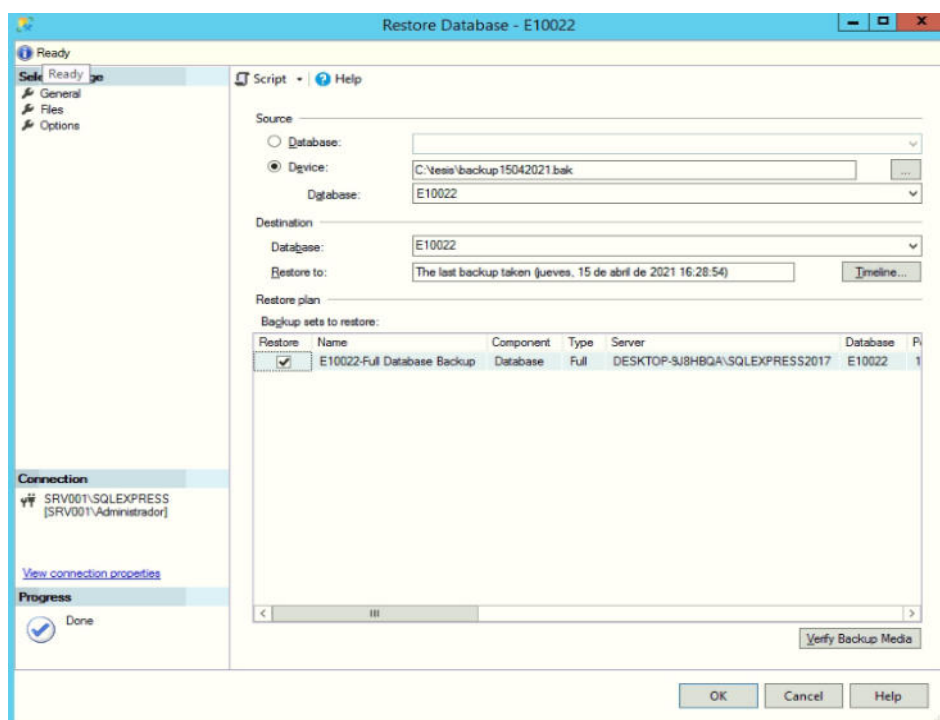 Restore Database - E10022
Ready
Ready
General
Files
Options
Script
Help
Source
Database:
Device:
C:\tesis\backup15042021.bak
...
Database:
E10022
Destination
Database:
E10022
Restore to:
The last backup taken (jueves, 15 de abril de 2021 16:28:54)
Timeline...
Restore plan
Backup sets to restore:
Restore Name Component Type Server Database
E10022-Full Database Backup Database Full DESKTOP-9J8HBQA\SQLEXPRESS2017 E10022 1
Connection
SRV001\SQLEXPRESS
[SRV001\Administrador]
View connection properties
Progress
Done
Verify Backup Media
OK Cancel Help